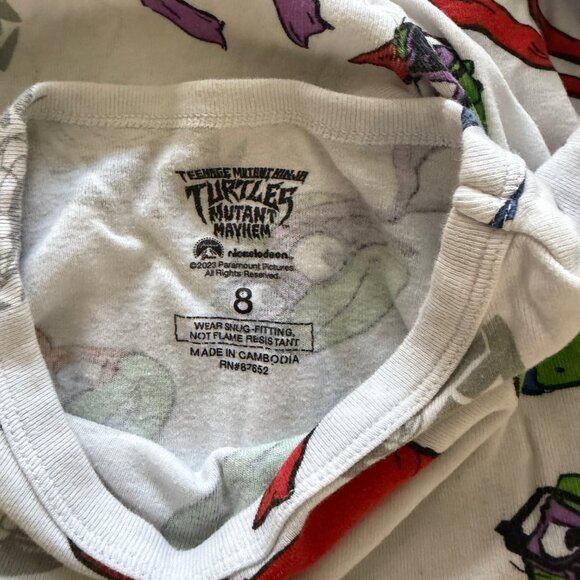 TEENAGE MUTANT NINJA
TURTLES
MUTANT
MAYHEM
nickelodeon
©2023 Paramount Pictures.
All Rights Reserved.
8
WEAR SNUG-FITTING,
NOT FLAME RESISTANT
MADE IN CAMBODIA
RN#87652